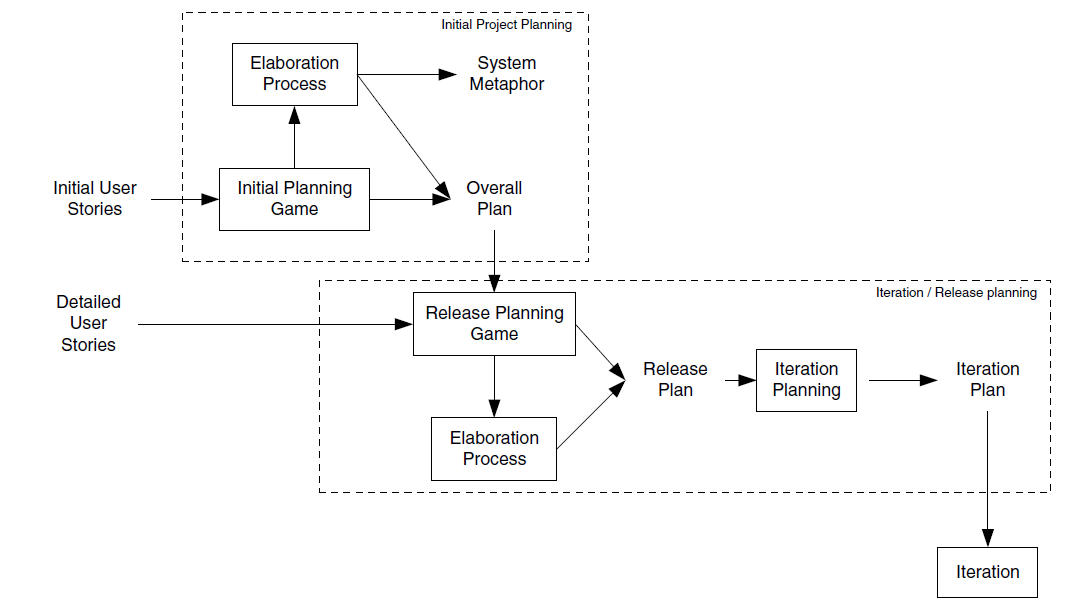 Initial Project Planning
Elaboration
Process
System
Metaphor
Initial User
Stories
Initial Planning
Game
Overall
Plan
Iteration / Release planning
Detailed
User
Stories
Release Planning
Game
Release
Plan
Iteration
Planning
Iteration
Plan
Elaboration
Process
Iteration